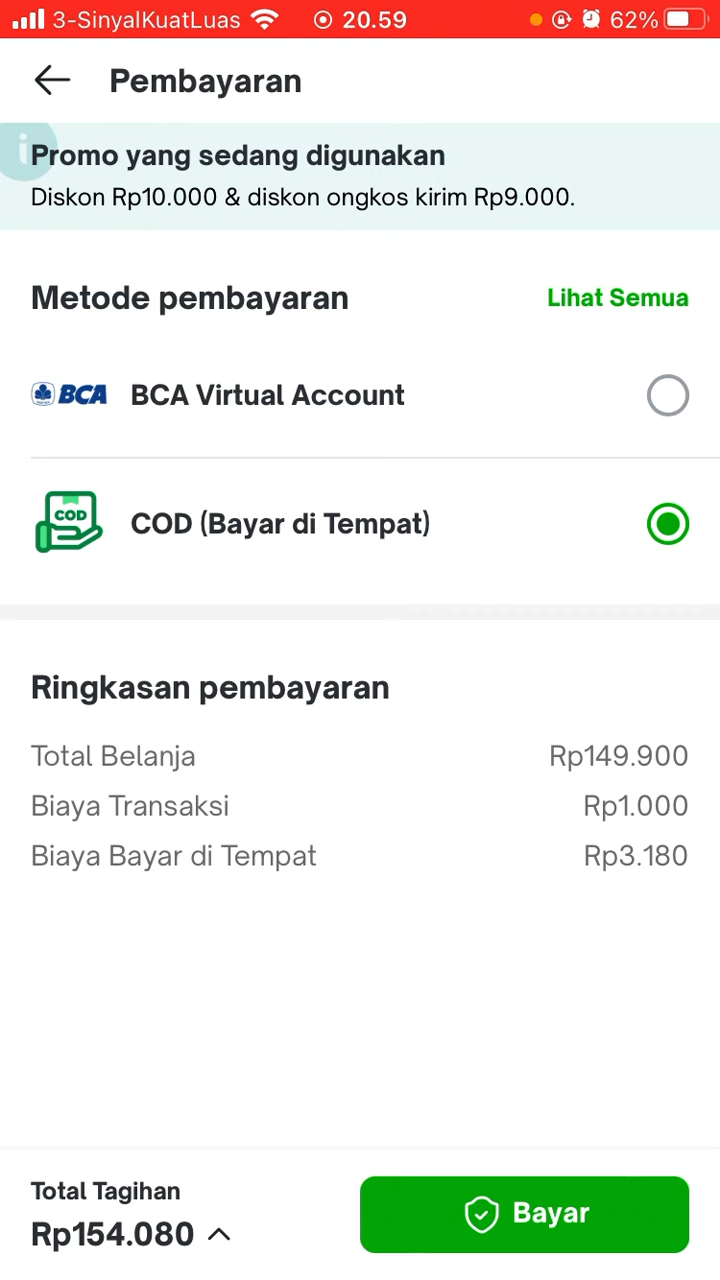 3-SinyalKuatLuas 20.59 62%
Pembayaran
i
Promo yang sedang digunakan
Diskon Rp10.000 & diskon ongkos kirim Rp9.000.
Metode pembayaran Lihat Semua
BCA BCA Virtual Account
COD COD (Bayar di Tempat)
Ringkasan pembayaran
Total Belanja Rp149.900
Biaya Transaksi Rp1.000
Biaya Bayar di Tempat Rp3.180
Total Tagihan
Rp154.080 Bayar